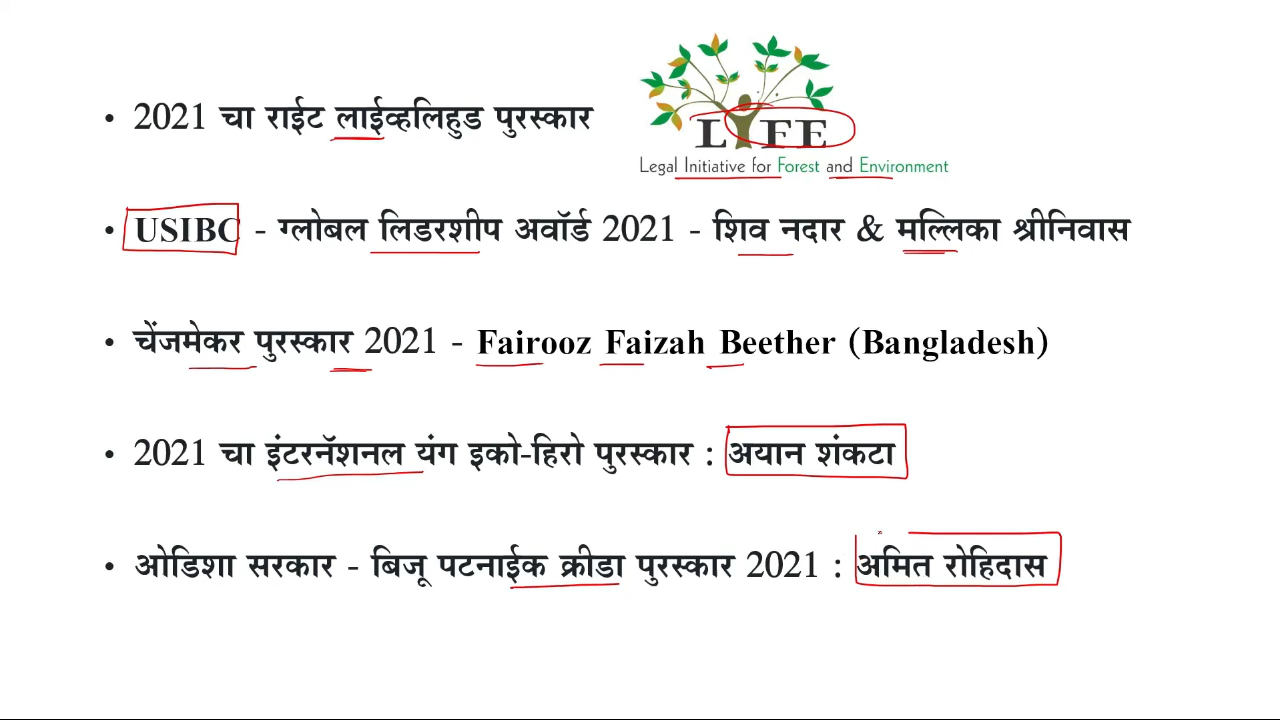 • 2021 चा राईट लाईव्हलिहुड पुरस्कार
LIFE
Legal Initiative for Forest and Environment
• USIBC - ग्लोबल लिडरशीप अवॉर्ड 2021 - शिव नदार & मल्लिका श्रीनिवास
• चेंजमेकर पुरस्कार 2021 - Fairooz Faizah Beether (Bangladesh)
• 2021 चा इंटरनॅशनल यंग इको-हिरो पुरस्कार : अयान शंकटा
• ओडिशा सरकार - बिजू पटनाईक क्रीडा पुरस्कार 2021 : अमित रोहिदास